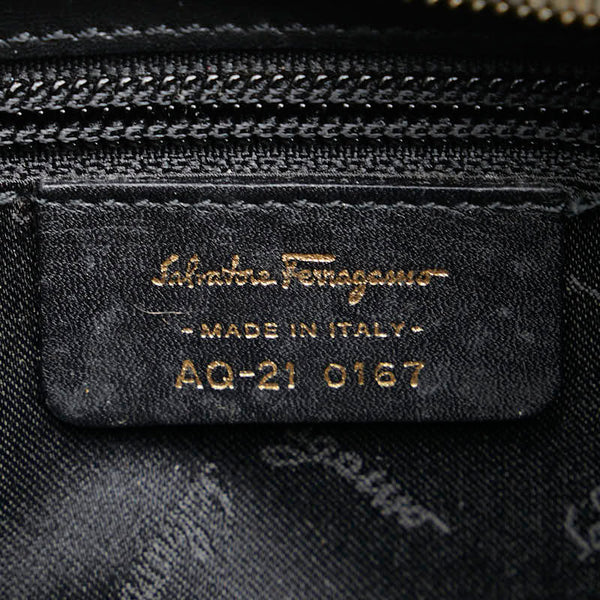 Salvatore Ferragamo
-MADE IN ITALY-
AQ-21 0167